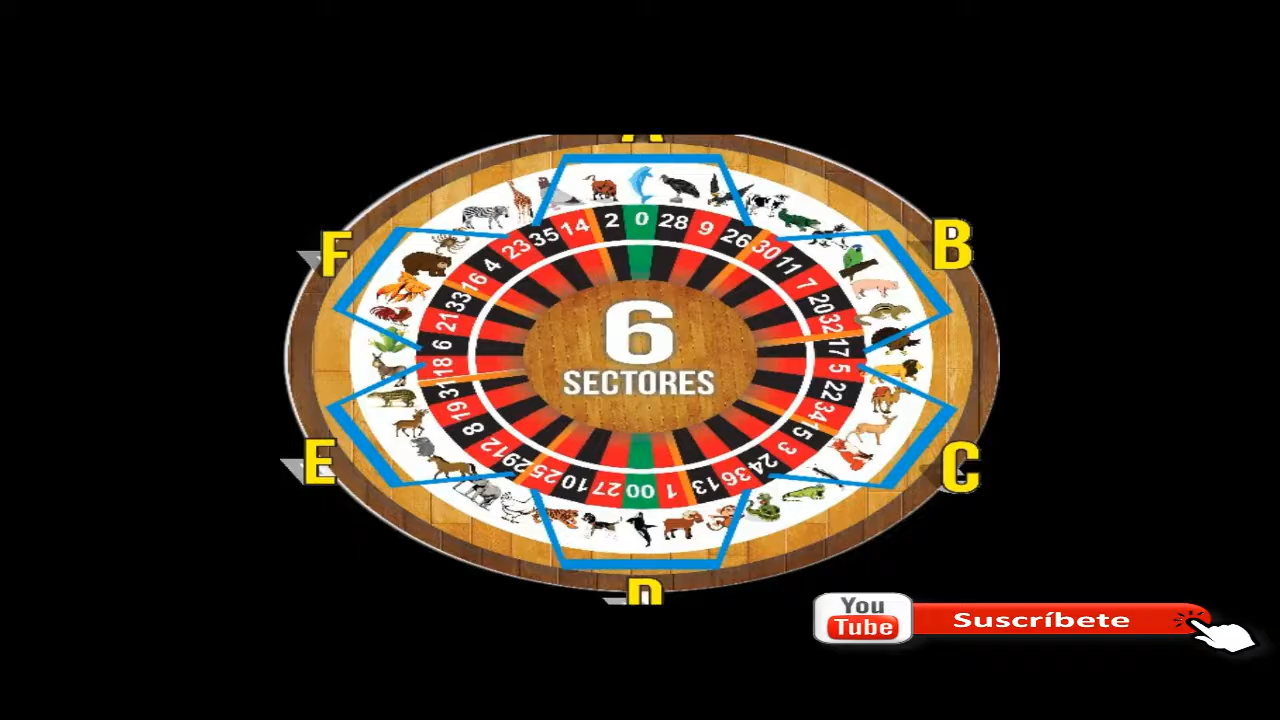 A
B
C
D
E
F
0 28 9 26 30 11 7 20 32 17 5 22 34 15 3 24 36 13 1 00 27 10 25 29 12 8 19 31 18 6 21 33 16 4 23 35 14 2
6
SECTORES
You
Tube
Suscríbete